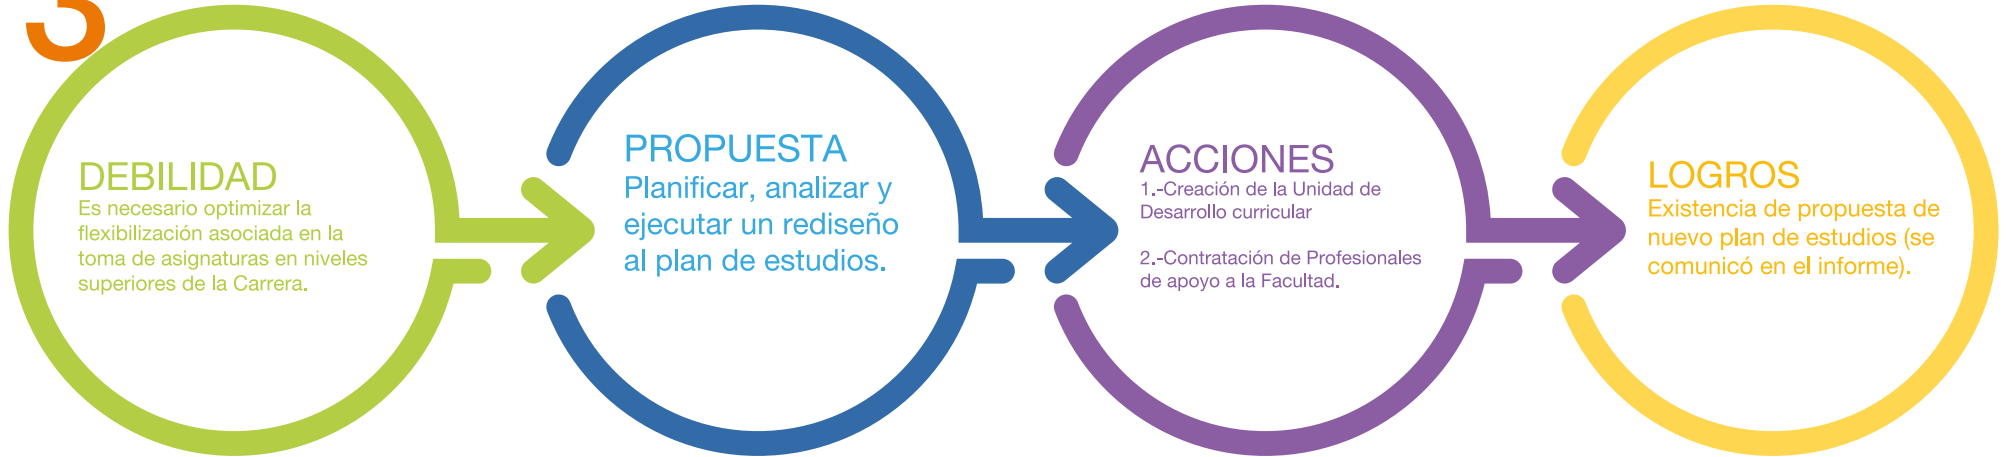 3
DEBILIDAD
Es necesario optimizar la
flexibilización asociada en la
toma de asignaturas en niveles
superiores de la Carrera.
PROPUESTA
Planificar, analizar y
ejecutar un rediseño
al plan de estudios.
ACCIONES
1.-Creación de la Unidad de
Desarrollo curricular
2.-Contratación de Profesionales
de apoyo a la Facultad.
LOGROS
Existencia de propuesta de
nuevo plan de estudios (se
comunicó en el informe).